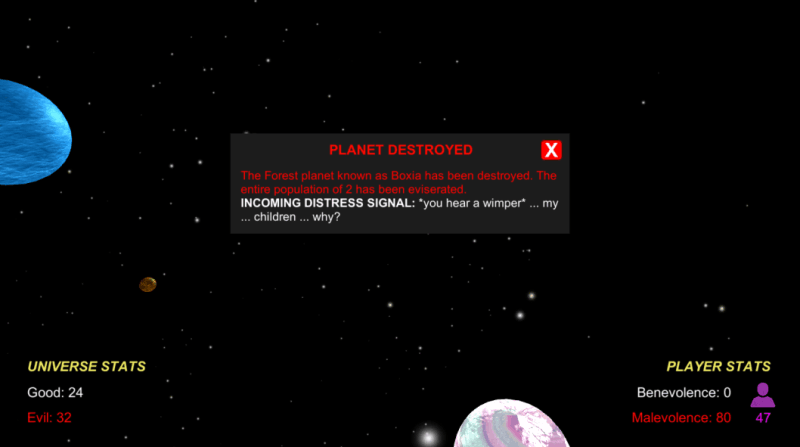 PLANET DESTROYED
X
The Forest planet known as Boxia has been destroyed. The
entire population of 2 has been eviserated.
INCOMING DISTRESS SIGNAL: *you hear a wimper* ... my
... children ... why?
UNIVERSE STATS
Good: 24
Evil: 32
PLAYER STATS
Benevolence: 0
Malevolence: 80
47